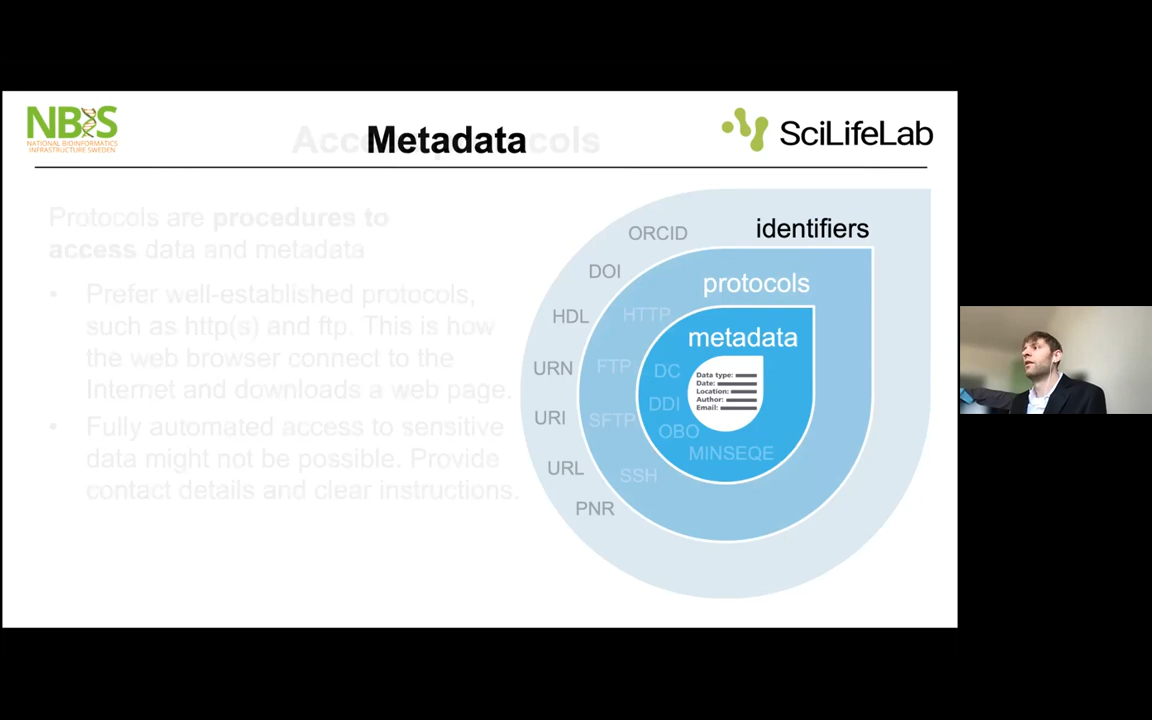 NBIS
NATIONAL BIOINFORMATICS
INFRASTRUCTURE SWEDEN
Access protocols
Metadata
SciLifeLab
Protocols are procedures to
access data and metadata
• Prefer well-established protocols,
such as http(s) and ftp. This is how
the web browser connect to the
Internet and downloads a web page.
• Fully automated access to sensitive
data might not be possible. Provide
contact details and clear instructions.
identifiers
ORCID
DOI
HDL
URN
URI
URL
PNR
protocols
HTTP
FTP
SFTP
SSH
metadata
DC
DDI
OBO
MINSEQE
Data type:
Date:
Location:
Author:
Email: